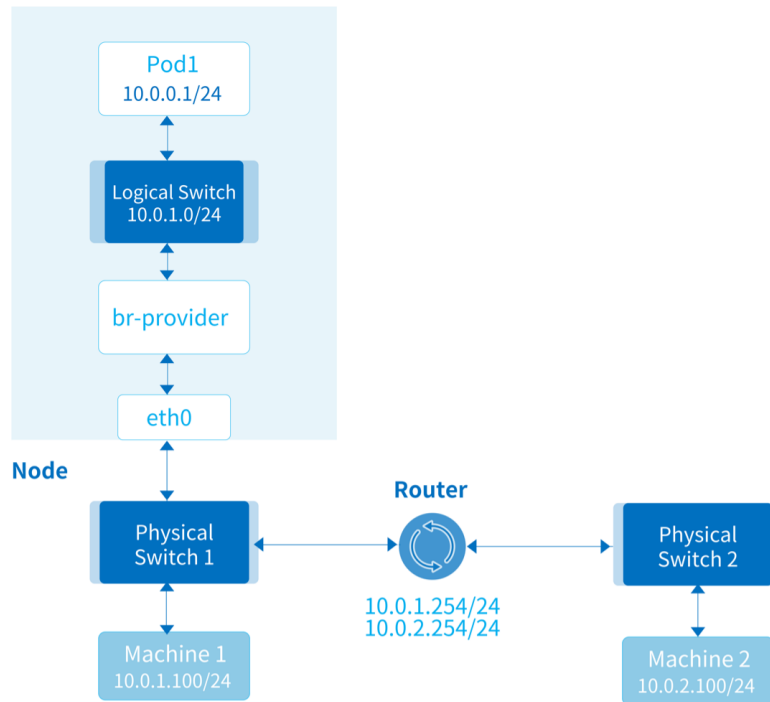 Pod1
10.0.0.1/24
Logical Switch
10.0.1.0/24
br-provider
eth0
Node
Physical
Switch 1
Router
10.0.1.254/24
10.0.2.254/24
Physical
Switch 2
Machine 1
10.0.1.100/24
Machine 2
10.0.2.100/24